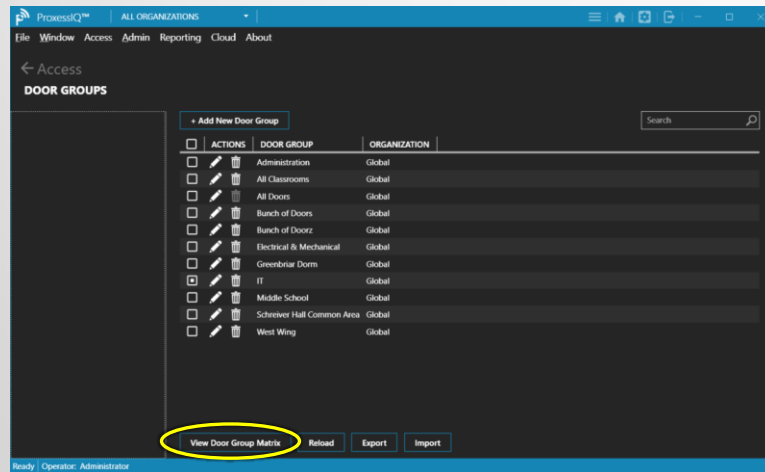 ProxessIQ™ ALL ORGANIZATIONS
File Window Access Admin Reporting Cloud About
Access
DOOR GROUPS
+ Add New Door Group Search
ACTIONS DOOR GROUP ORGANIZATION
Administration Global
All Classrooms Global
All Doors Global
Bunch of Doors Global
Bunch of Doorz Global
Electrical & Mechanical Global
Greenbriar Dorm Global
IT Global
Middle School Global
Schreiver Hall Common Area Global
West Wing Global
View Door Group Matrix Reload Export Import
Ready Operator: Administrator